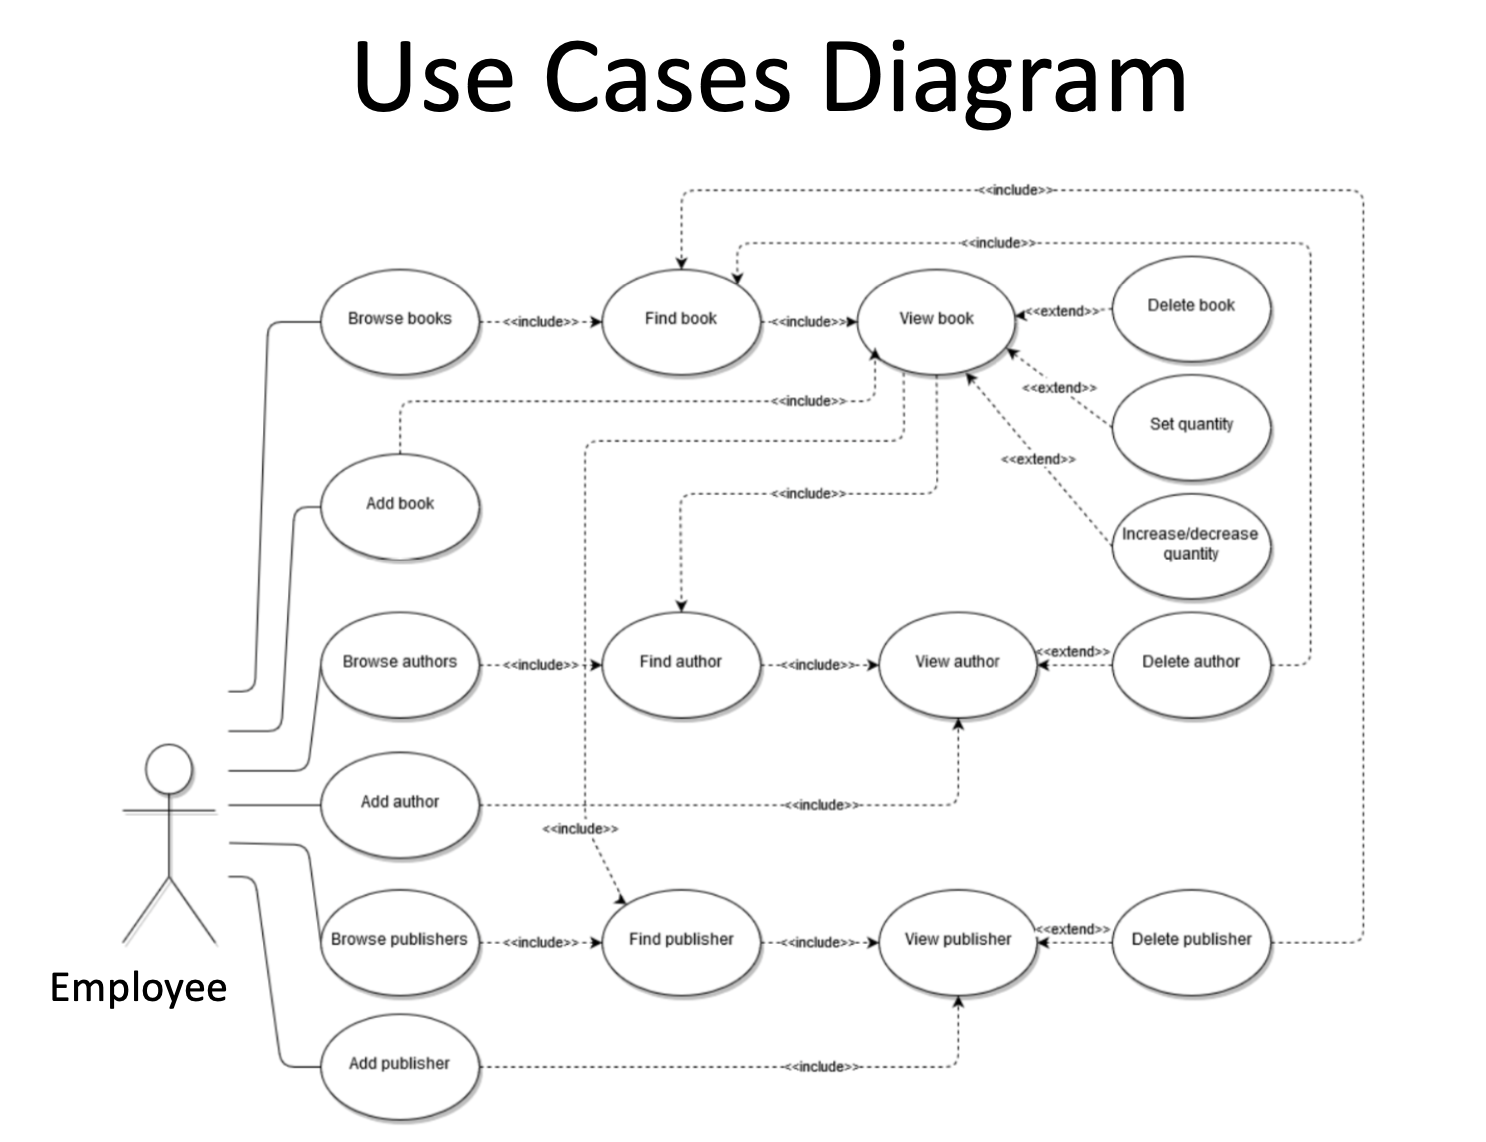 Use Cases Diagram
<<include>>
<<include>>
Browse books
<<include>>
Find book
<<include>>
View book
<<extend>>
Delete book
<<extend>>
Set quantity
<<include>>
<<extend>>
Add book
<<include>>
Increase/decrease
quantity
Browse authors
<<include>>
Find author
<<include>>
View author
<<extend>>
Delete author
Add author
<<include>>
<<include>>
Browse publishers
<<include>>
Find publisher
<<include>>
View publisher
<<extend>>
Delete publisher
Employee
Add publisher
<<include>>